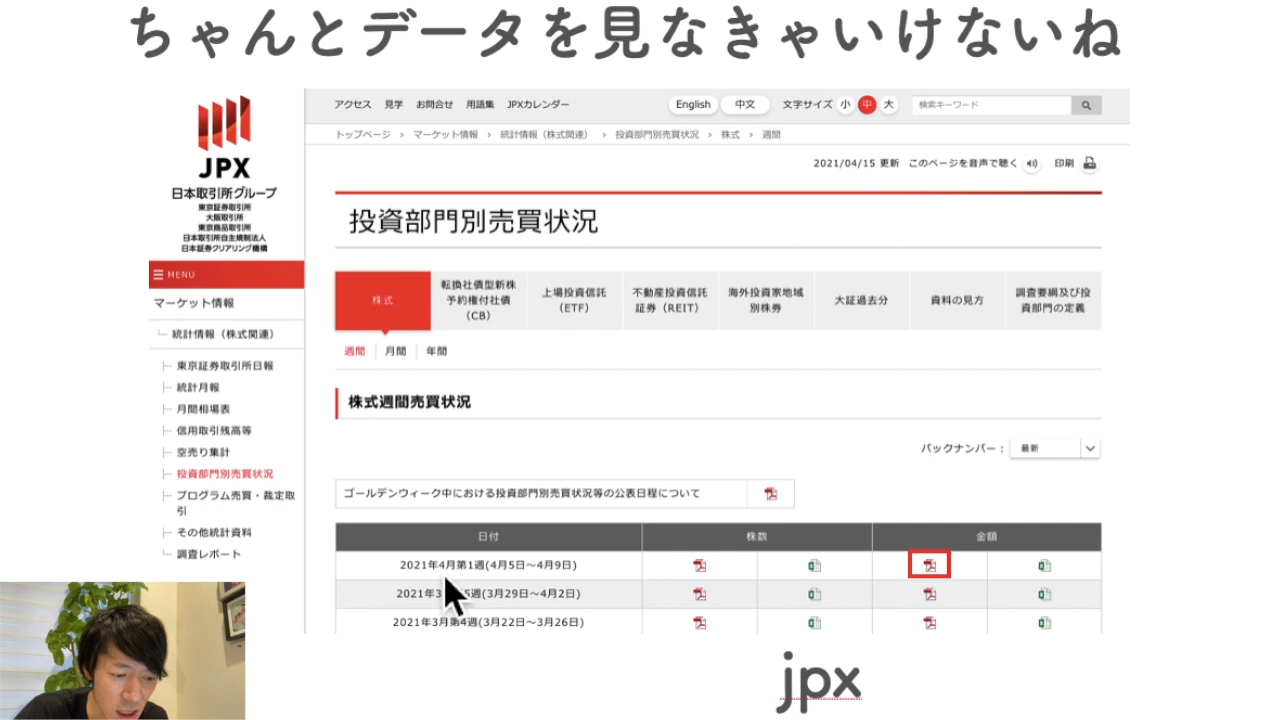 ちゃんとデータを見なきゃいけないね
アクセス 見学 お問合せ 用語集 JPXカレンダー English 中文 文字サイズ 小 中 大 検索キーワード
トップページ › マーケット情報 › 統計情報(株式関連) › 投資部門別売買状況 › 株式 › 週間
2021/04/15 更新 このページを音声で聴く 印刷
JPX
日本取引所グループ
東京証券取引所
大阪取引所
東京商品取引所
日本取引所自主規制法人
日本証券クリアリング機構
MENU
マーケット情報
統計情報(株式関連)
東京証券取引所日報
統計月報
月間相場表
信用取引残高等
空売り集計
投資部門別売買状況
プログラム売買・裁定取
引
その他統計資料
調査レポート
投資部門別売買状況
株式
転換社債型新株
予約権付社債
(CB)
上場投資信託
(ETF)
不動産投資信託
証券(REIT)
海外投資家地域
別株券
大証過去分
資料の見方
調査要綱及び投
資部門の定義
週間 月間 年間
株式週間売買状況
バックナンバー: 最新
ゴールデンウィーク中における投資部門別売買状況等の公表日程について
日付 株数 金額
2021年4月第1週(4月5日~4月9日)
2021年3 5週(3月29日~4月2日)
2021年3月第4週(3月22日~3月26日)
jpx